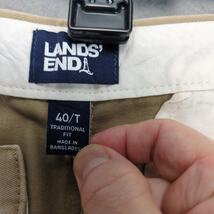 LANDS'
END
40/T
TRADITIONAL
FIT
MADE IN
BANGLADESH